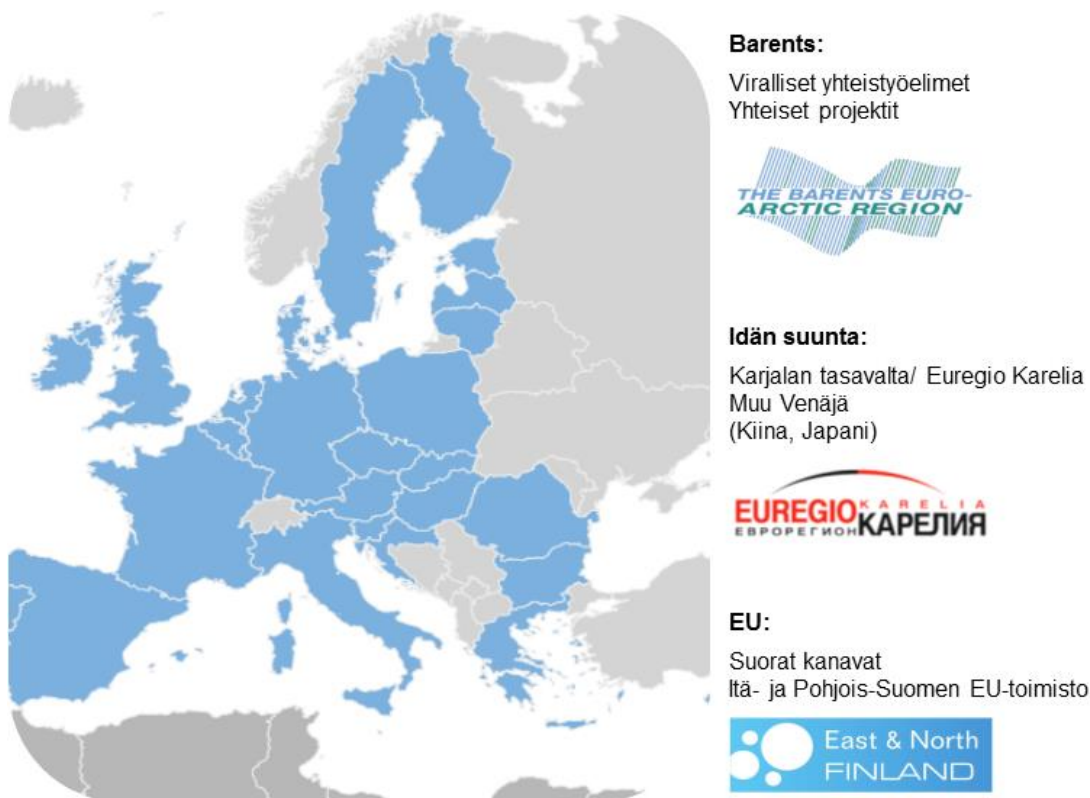 Barents:
Viralliset yhteistyöelimet
Yhteiset projektit
THE BARENTS EURO-
ARCTIC REGION
Idän suunta:
Karjalan tasavalta/ Euregio Karelia
Muu Venäjä
(Kiina, Japani)
EUREGIO KARELIA
ЕВРОРЕГИОН КАРЕЛИЯ
EU:
Suorat kanavat
Itä- ja Pohjois-Suomen EU-toimisto
East & North
FINLAND